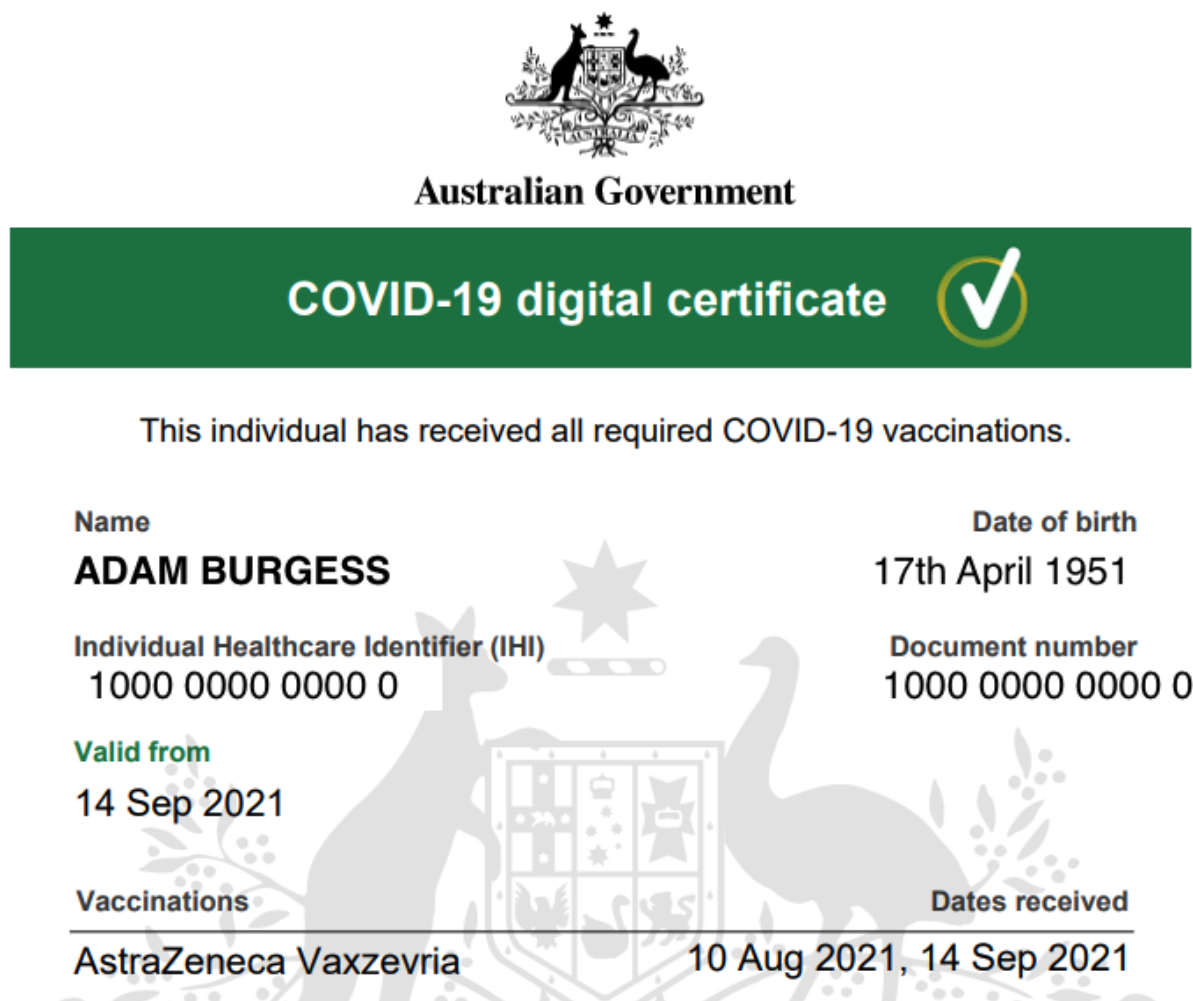 AUSTRALIA
Australian Government
COVID-19 digital certificate
This individual has received all required COVID-19 vaccinations.
Name Date of birth
ADAM BURGESS 17th April 1951
Individual Healthcare Identifier (IHI) Document number
1000 0000 0000 0 1000 0000 0000 0
Valid from
14 Sep 2021
Vaccinations Dates received
AstraZeneca Vaxzevria 10 Aug 2021, 14 Sep 2021